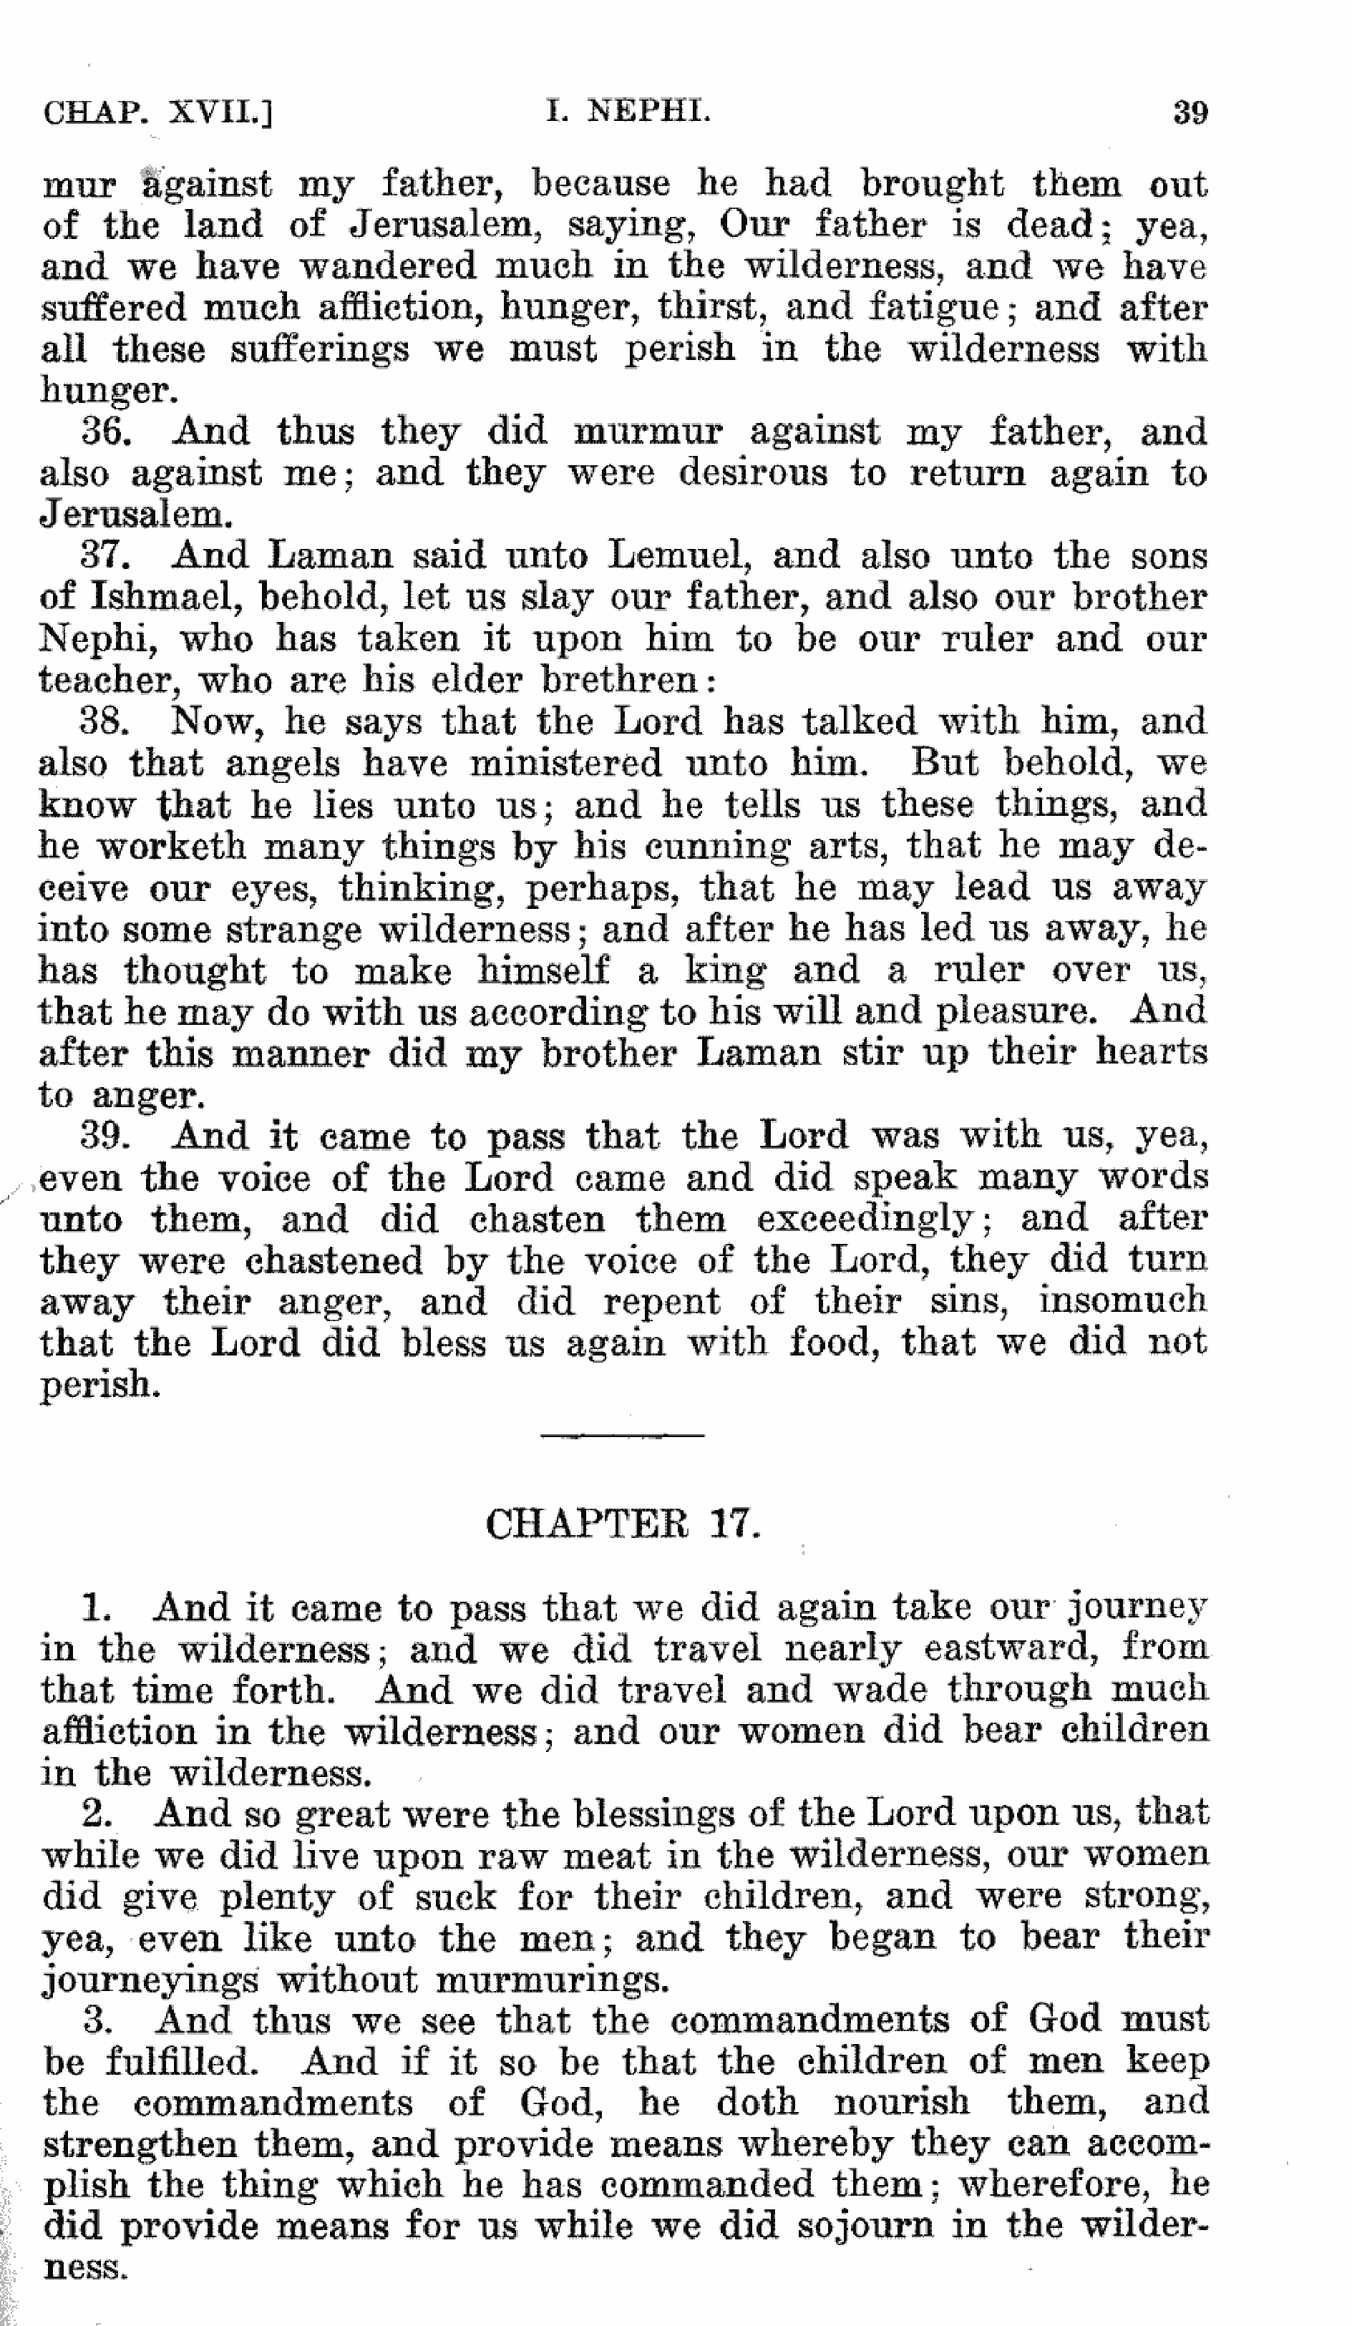 CHAP. XVII.] I. NEPHI. 39
mur against my father, because he had brought them out
of the land of Jerusalem, saying, Our father is dead; yea,
and we have wandered much in the wilderness, and we have
suffered much affliction, hunger, thirst, and fatigue; and after
all these sufferings we must perish in the wilderness with
hunger.
36. And thus they did murmur against my father, and
also against me; and they were desirous to return again to
Jerusalem.
37. And Laman said unto Lemuel, and also unto the sons
of Ishmael, behold, let us slay our father, and also our brother
Nephi, who has taken it upon him to be our ruler and our
teacher, who are his elder brethren:
38. Now, he says that the Lord has talked with him, and
also that angels have ministered unto him. But behold, we
know that he lies unto us; and he tells us these things, and
he worketh many things by his cunning arts, that he may de-
ceive our eyes, thinking, perhaps, that he may lead us away
into some strange wilderness; and after he has led us away, he
has thought to make himself a king and a ruler over us,
that he may do with us according to his will and pleasure. And
after this manner did my brother Laman stir up their hearts
to anger.
39. And it came to pass that the Lord was with us, yea,
even the voice of the Lord came and did speak many words
unto them, and did chasten them exceedingly; and after
they were chastened by the voice of the Lord, they did turn
away their anger, and did repent of their sins, insomuch
that the Lord did bless us again with food, that we did not
perish.
CHAPTER 17.
1. And it came to pass that we did again take our journey
in the wilderness; and we did travel nearly eastward, from
that time forth. And we did travel and wade through much
affliction in the wilderness; and our women did bear children
in the wilderness.
2. And so great were the blessings of the Lord upon us, that
while we did live upon raw meat in the wilderness, our women
did give plenty of suck for their children, and were strong,
yea, even like unto the men; and they began to bear their
journeyings without murmurings.
3. And thus we see that the commandments of God must
be fulfilled. And if it so be that the children of men keep
the commandments of God, he doth nourish them, and
strengthen them, and provide means whereby they can accom-
plish the thing which he has commanded them; wherefore, he
did provide means for us while we did sojourn in the wilder-
ness.